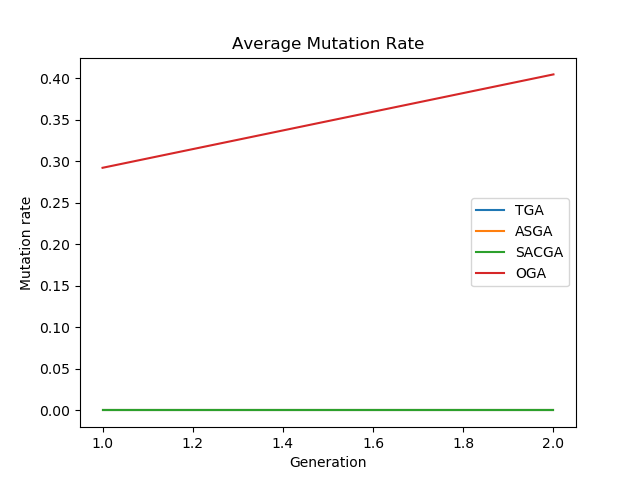 Average Mutation Rate
Mutation rate
0.40
0.35
0.30
0.25
0.20
0.15
0.10
0.05
0.00
TGA
ASGA
SACGA
OGA
1.0 1.2 1.4 1.6 1.8 2.0
Generation